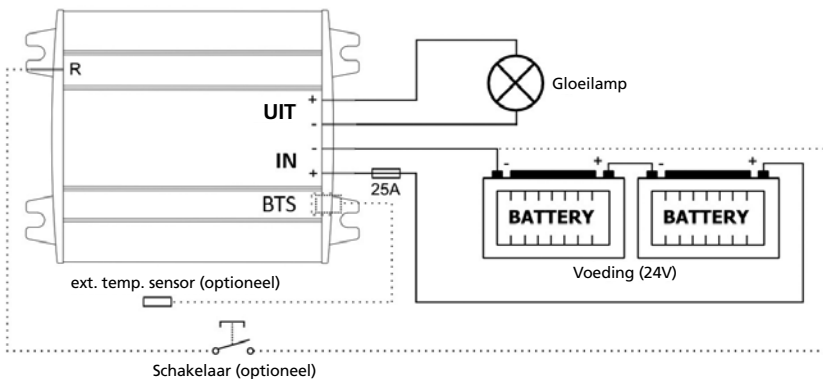 R
+
UIT
Gloeilamp
-
-
IN
+
25A
- + - +
BATTERY BATTERY
BTS
Voeding (24V)
ext. temp. sensor (optioneel)
Schakelaar (optioneel)